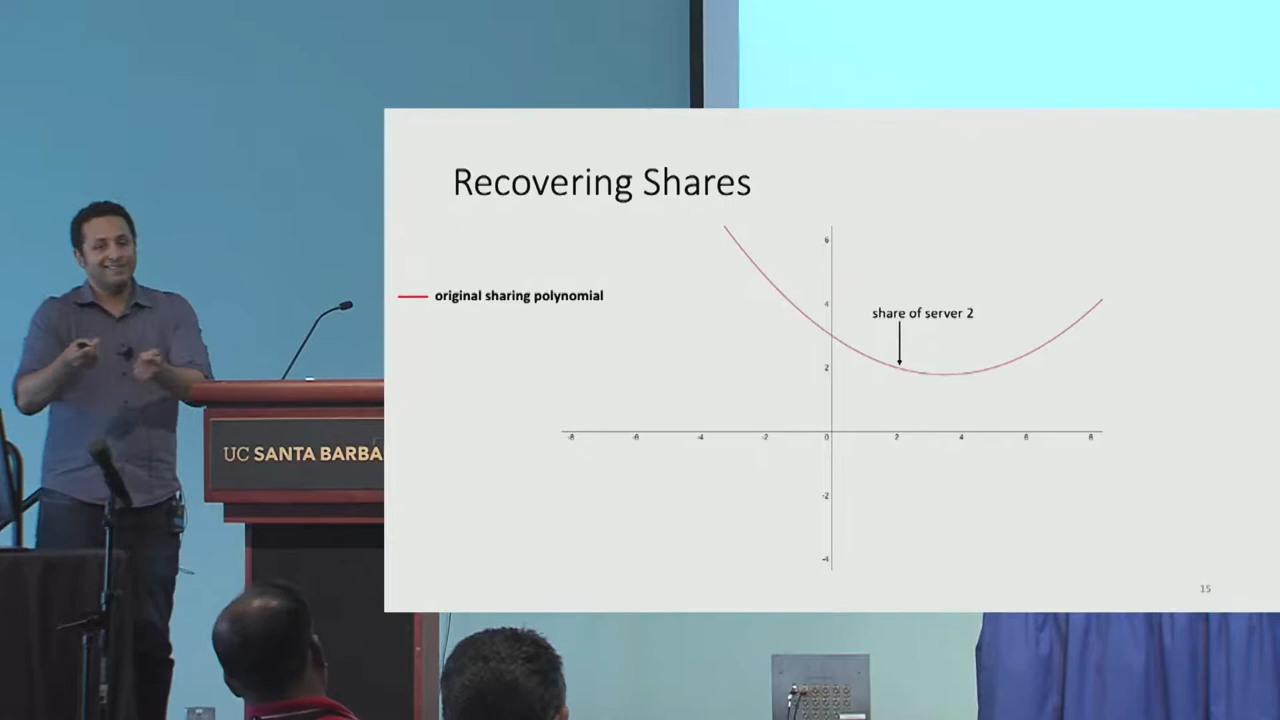 Recovering Shares
original sharing polynomial
share of server 2
6
4
2
-8 -6 -4 -2 0 2 4 6 8
-2
-4
15
UC SANTA BARBA